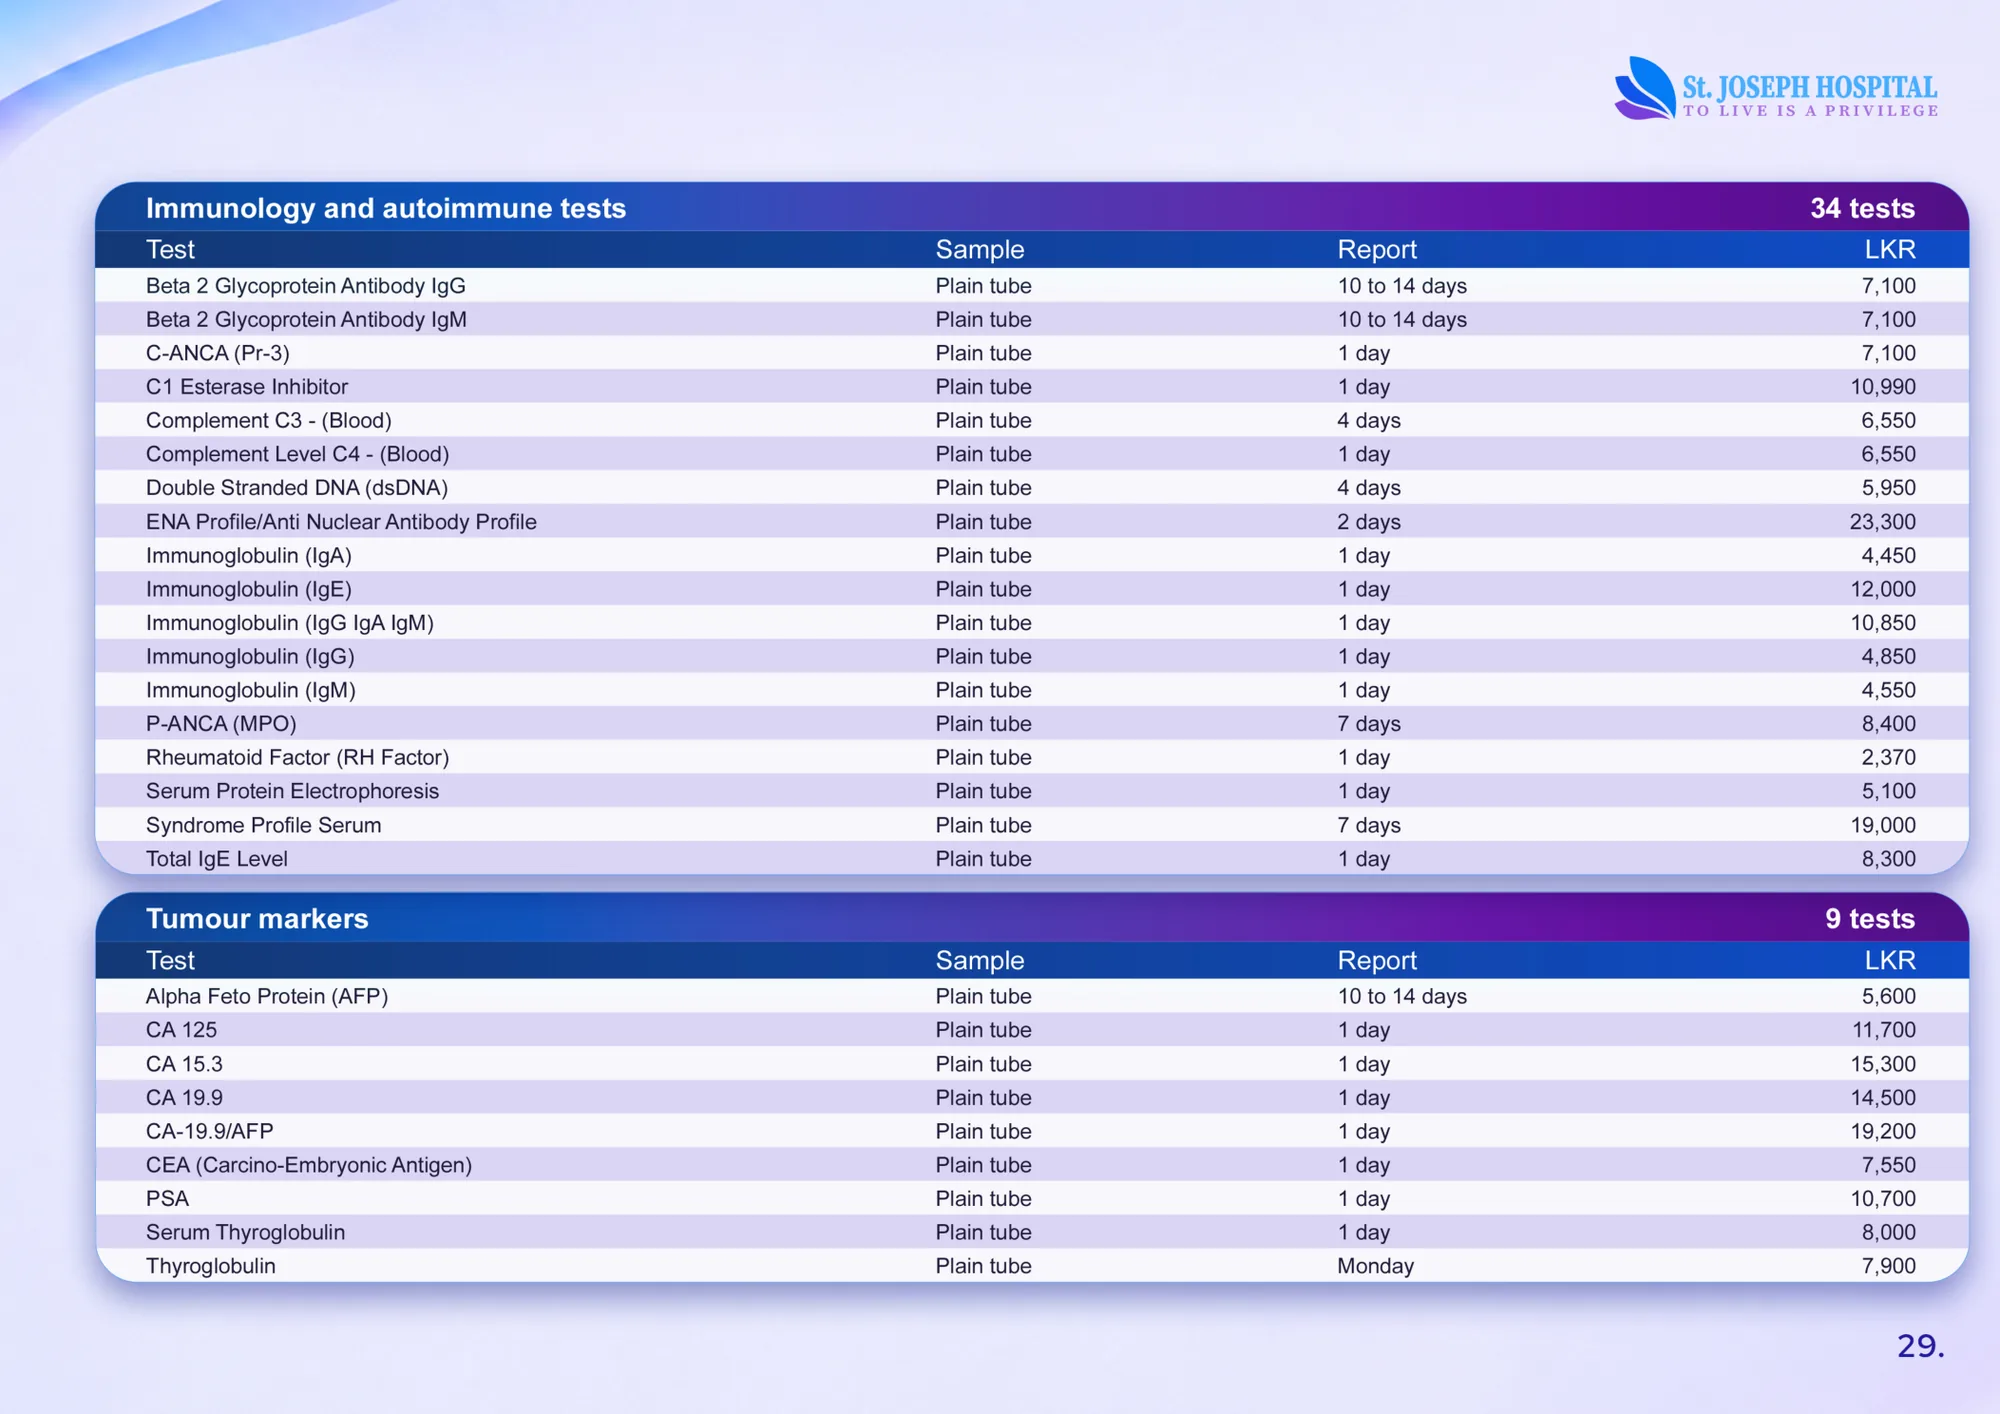 St. JOSEPH HOSPITAL
TO LIVE IS A PRIVILEGE
Immunology and autoimmune tests 34 tests
Test Sample Report LKR
Beta 2 Glycoprotein Antibody IgG Plain tube 10 to 14 days 7,100
Beta 2 Glycoprotein Antibody IgM Plain tube 10 to 14 days 7,100
C-ANCA (Pr-3) Plain tube 1 day 7,100
C1 Esterase Inhibitor Plain tube 1 day 10,990
Complement C3 - (Blood) Plain tube 4 days 6,550
Complement Level C4 - (Blood) Plain tube 1 day 6,550
Double Stranded DNA (dsDNA) Plain tube 4 days 5,950
ENA Profile/Anti Nuclear Antibody Profile Plain tube 2 days 23,300
Immunoglobulin (IgA) Plain tube 1 day 4,450
Immunoglobulin (IgE) Plain tube 1 day 12,000
Immunoglobulin (IgG IgA IgM) Plain tube 1 day 10,850
Immunoglobulin (IgG) Plain tube 1 day 4,850
Immunoglobulin (IgM) Plain tube 1 day 4,550
P-ANCA (MPO) Plain tube 7 days 8,400
Rheumatoid Factor (RH Factor) Plain tube 1 day 2,370
Serum Protein Electrophoresis Plain tube 1 day 5,100
Syndrome Profile Serum Plain tube 7 days 19,000
Total IgE Level Plain tube 1 day 8,300
Tumour markers 9 tests
Test Sample Report LKR
Alpha Feto Protein (AFP) Plain tube 10 to 14 days 5,600
CA 125 Plain tube 1 day 11,700
CA 15.3 Plain tube 1 day 15,300
CA 19.9 Plain tube 1 day 14,500
CA-19.9/AFP Plain tube 1 day 19,200
CEA (Carcino-Embryonic Antigen) Plain tube 1 day 7,550
PSA Plain tube 1 day 10,700
Serum Thyroglobulin Plain tube 1 day 8,000
Thyroglobulin Plain tube Monday 7,900
29.